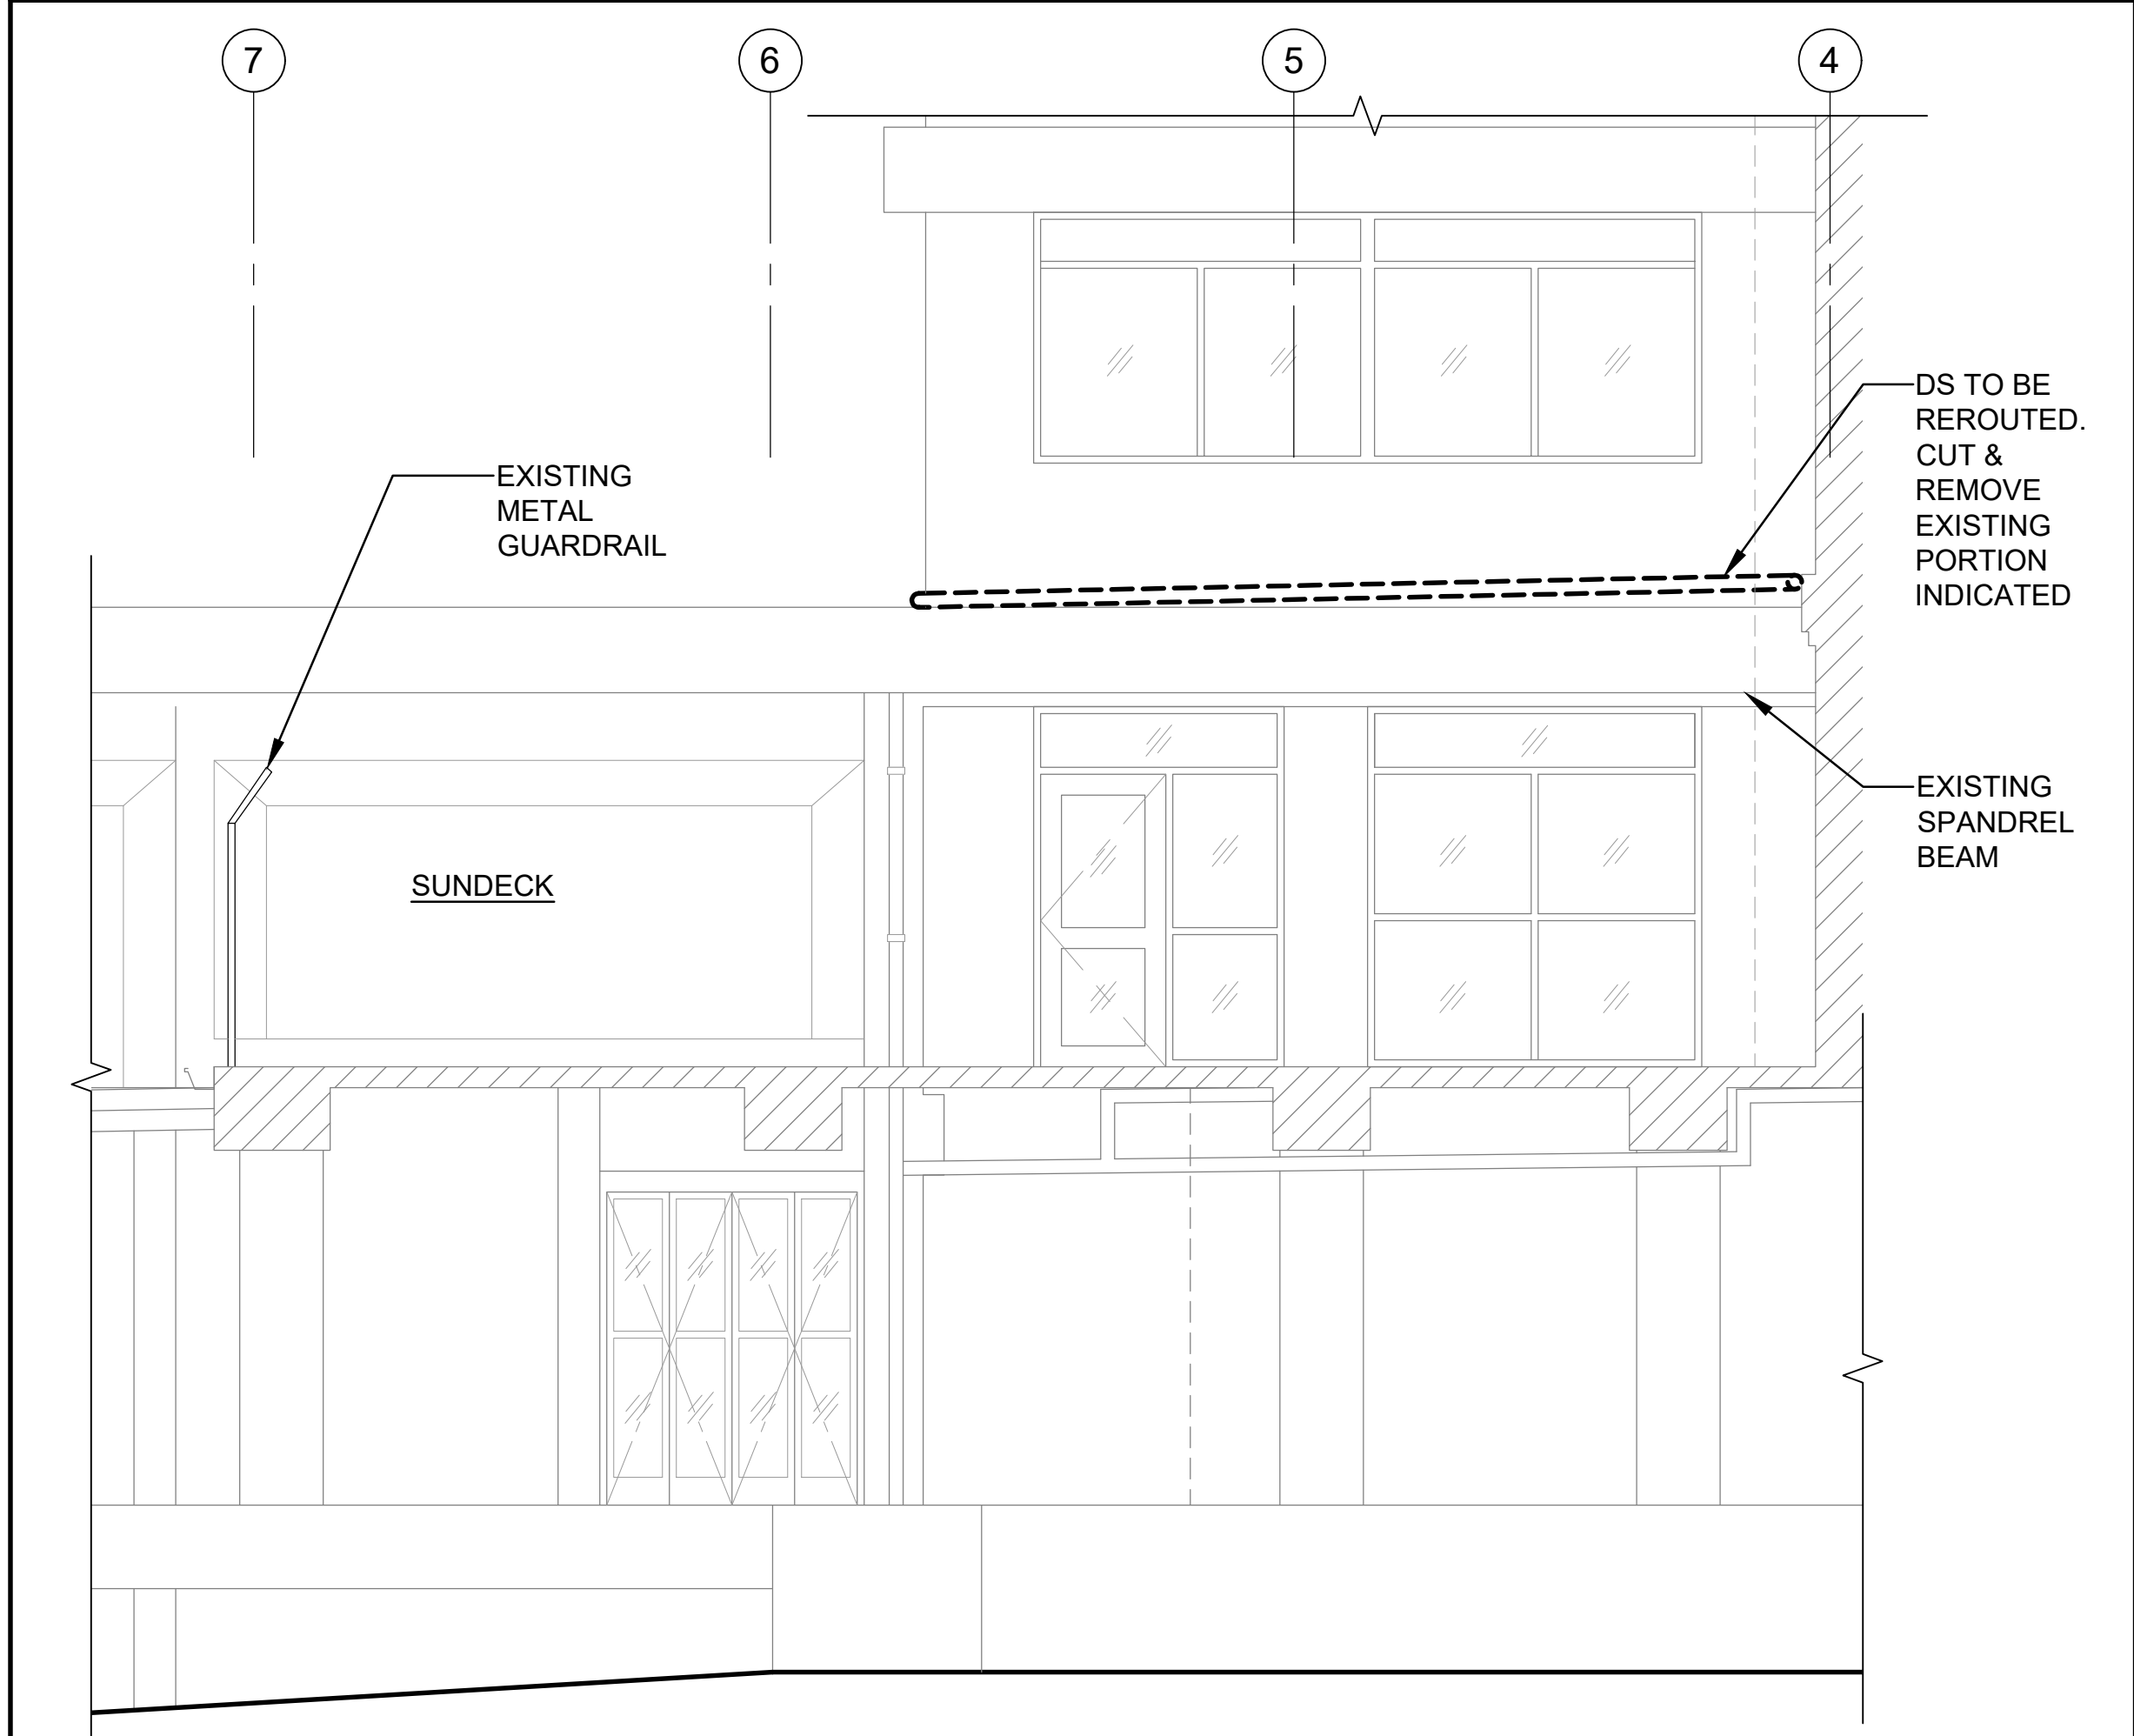 7
6
5
4
DS TO BE
REROUTED.
CUT &
REMOVE
EXISTING
PORTION
INDICATED
EXISTING
METAL
GUARDRAIL
EXISTING
SPANDREL
BEAM
SUNDECK